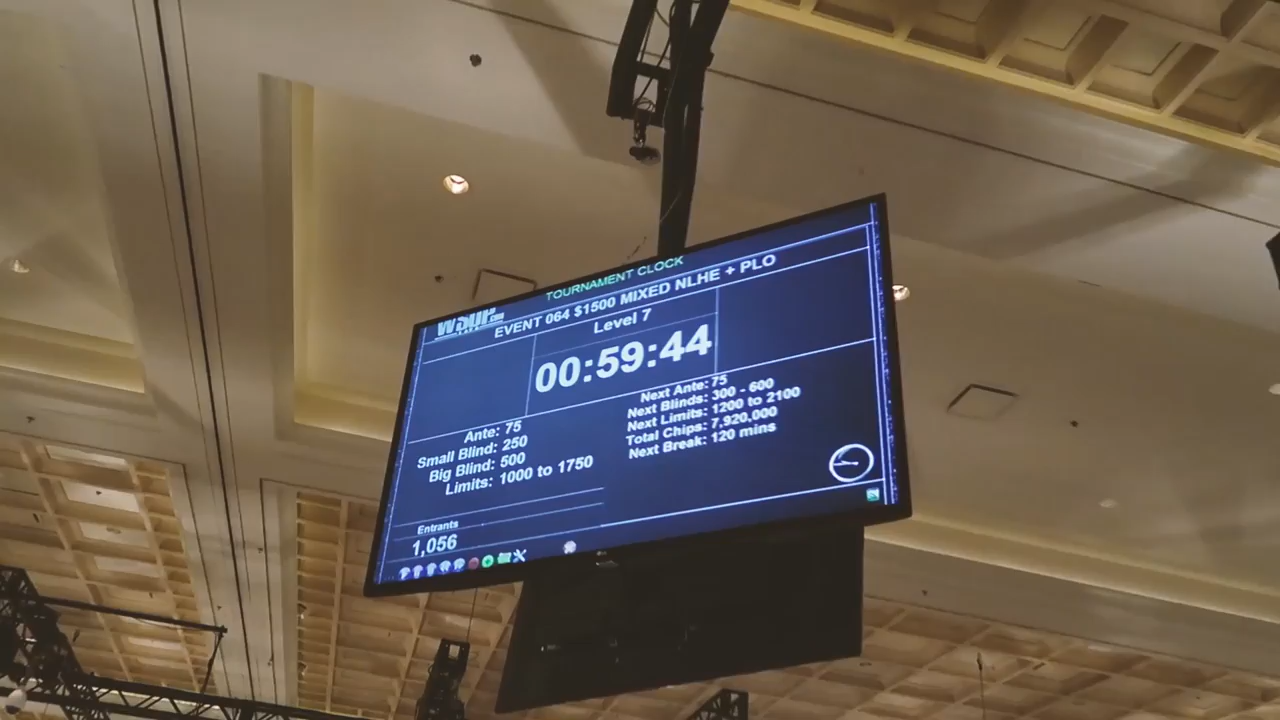 TOURNAMENT CLOCK
EVENT 064 $1500 MIXED NLHE + PLO
Level 7
00:59:44
Ante: 75
Small Blind: 250
Big Blind: 500
Limits: 1000 to 1750
Next Ante: 75
Next Blinds: 300 - 600
Next Limits: 1200 to 2100
Total Chips: 7,920,000
Next Break: 120 mins
Entrants
1,056